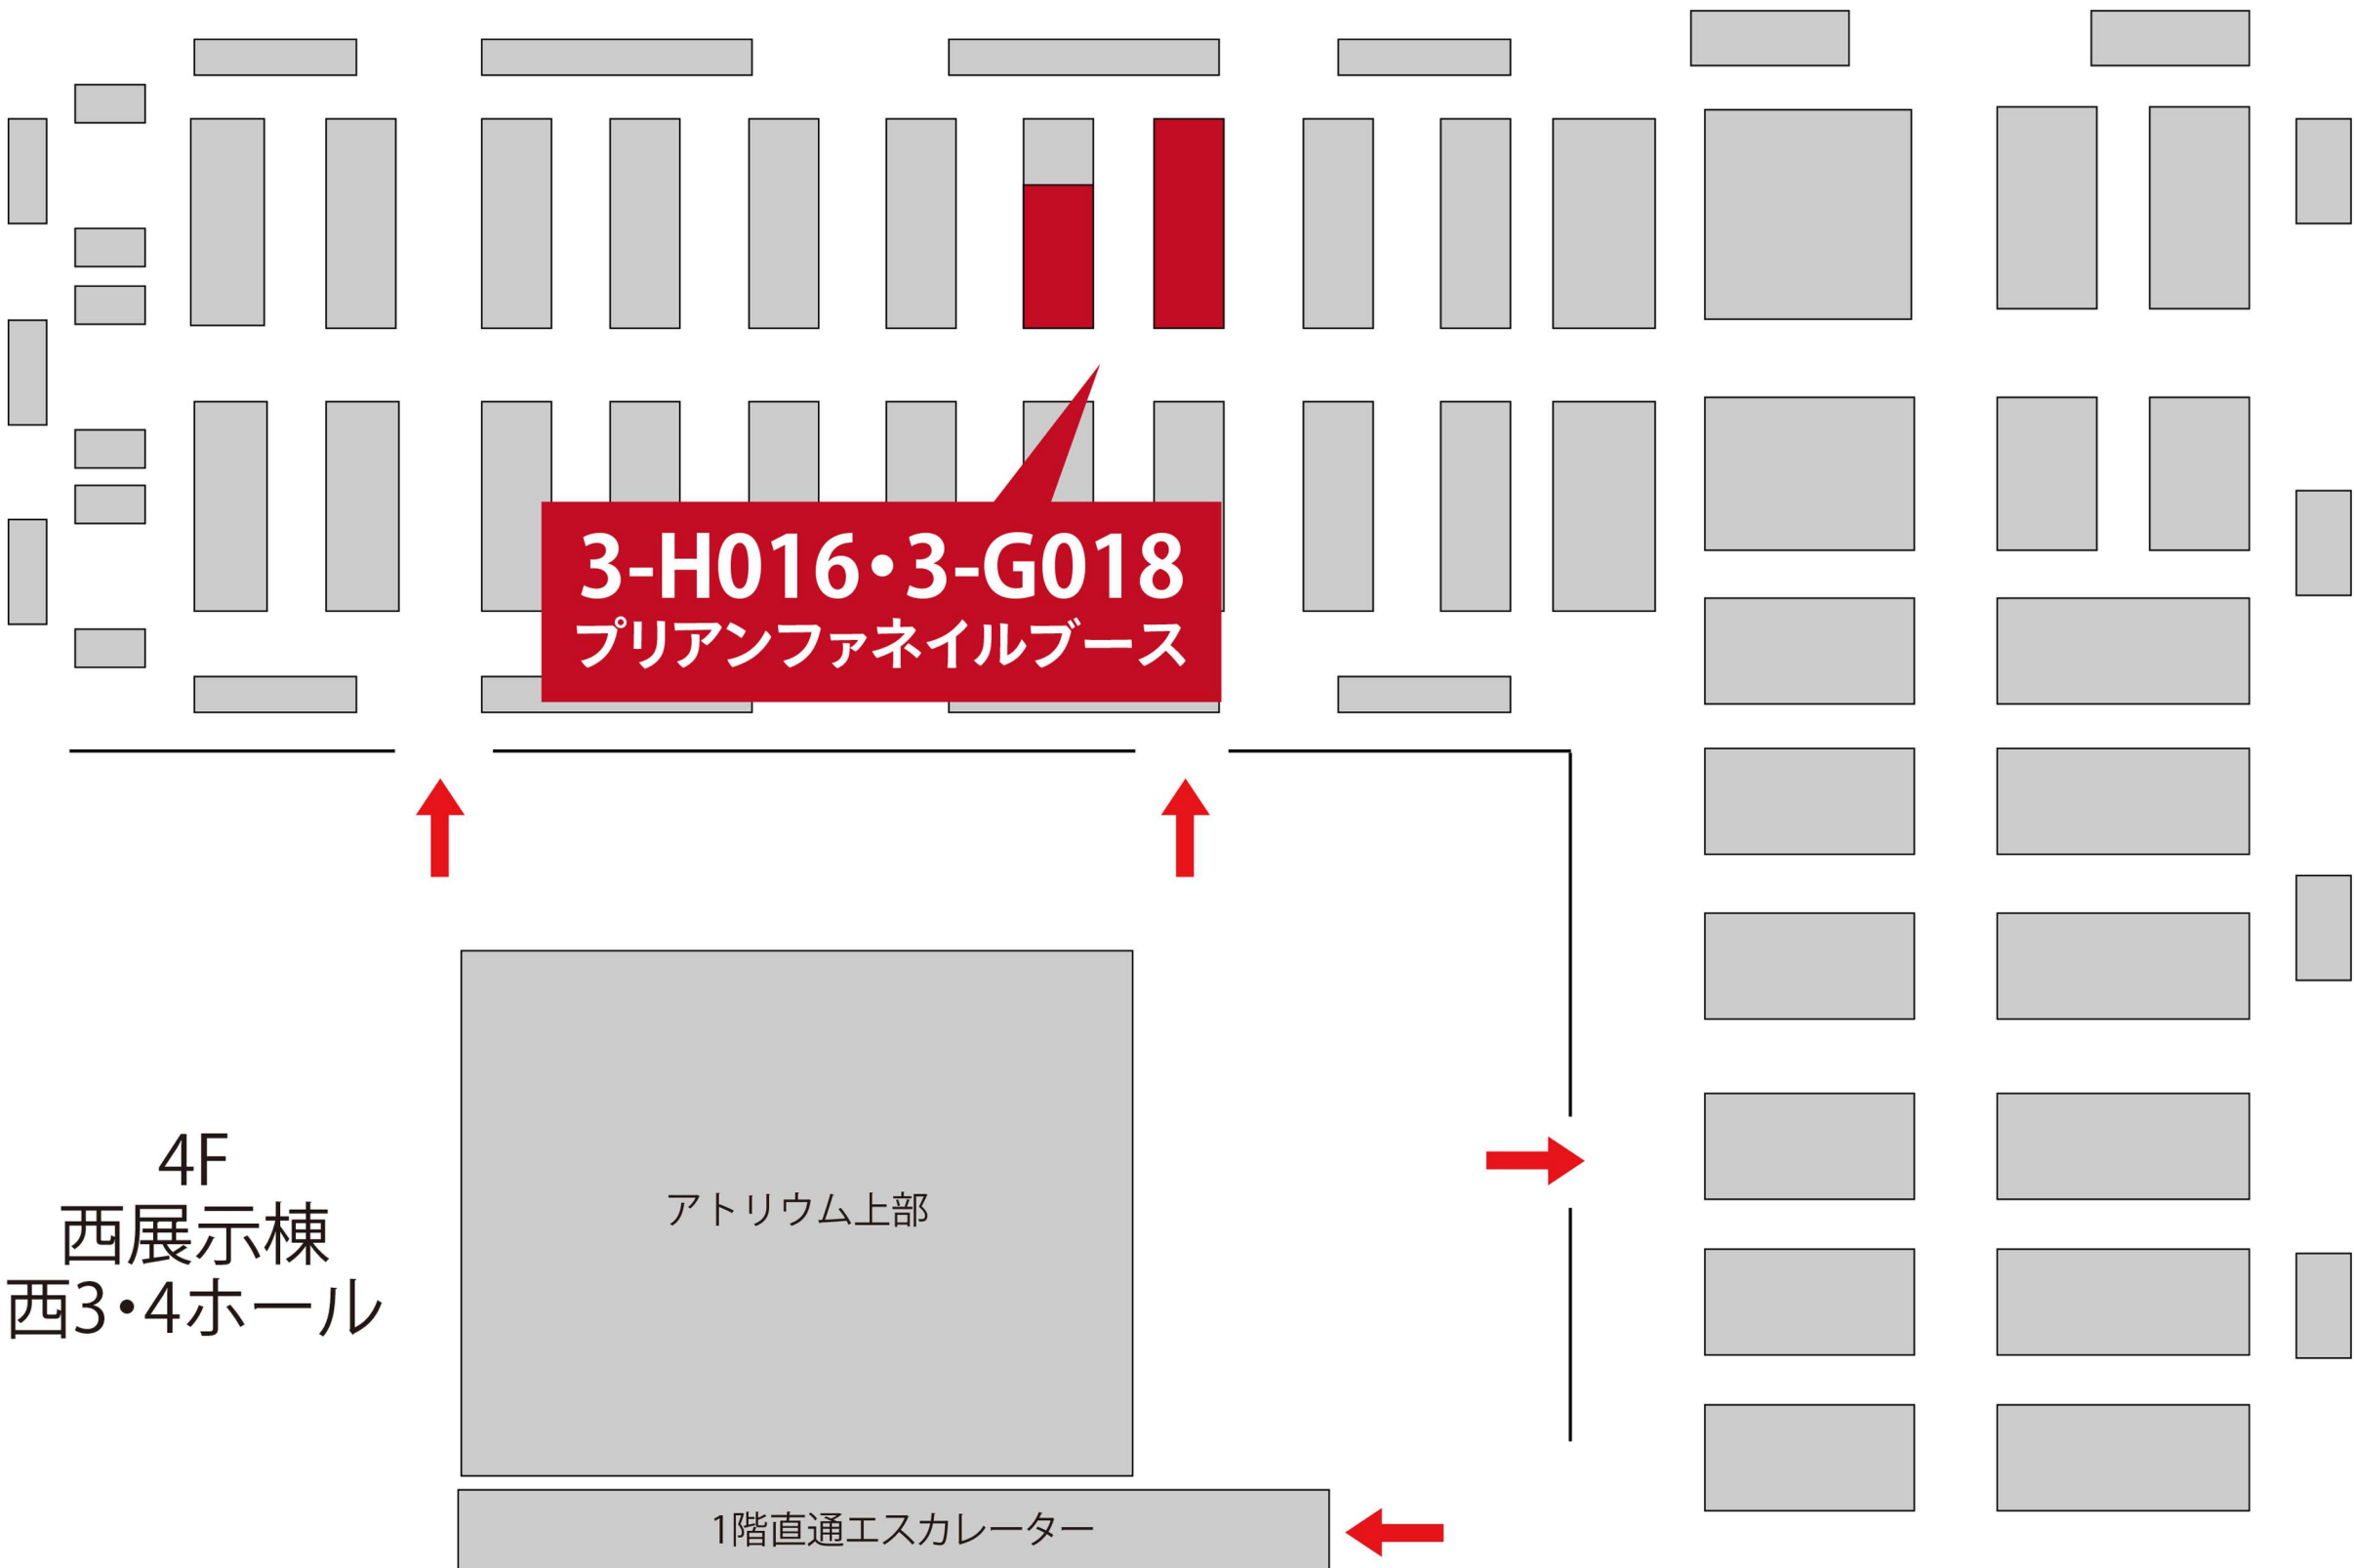 3-H016・3-G018
プリアンファネイルブース
アトリウム上部
4F
西展示棟
西3・4ホール
1階直通エスカレーター